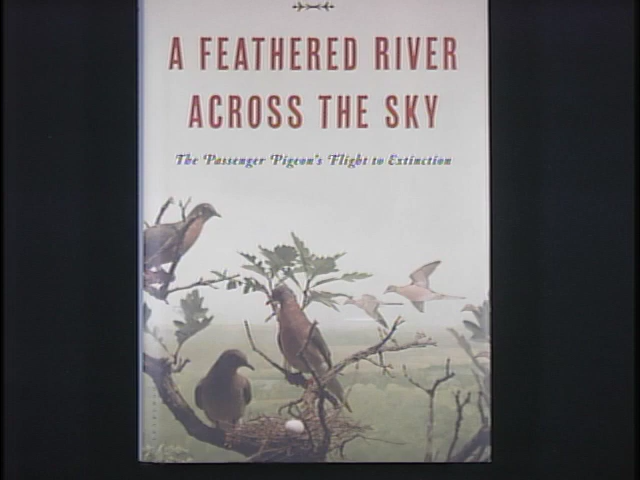 A FEATHERED RIVER
ACROSS THE SKY
The Passenger Pigeon's Flight to Extinction